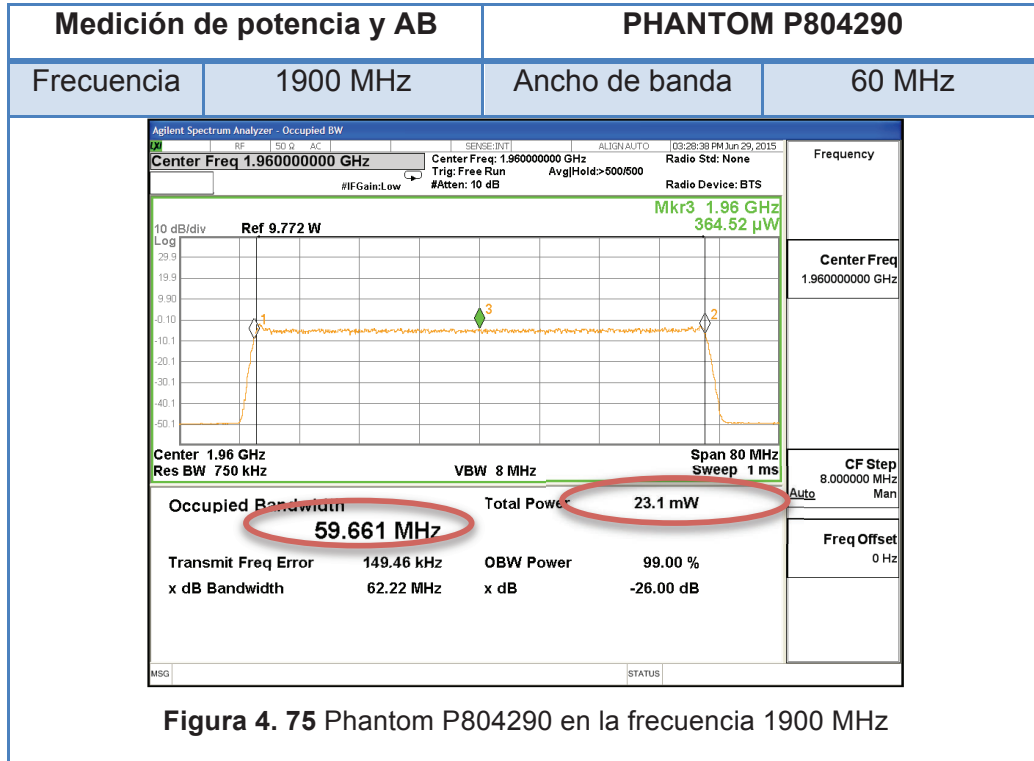 Medición de potencia y AB PHANTOM P804290
Frecuencia 1900 MHz Ancho de banda 60 MHz
Agilent Spectrum Analyzer - Occupied BW
LXI RF 50 Ω AC SENSE:INT ALIGN AUTO 03:28:38 PM Jun 29, 2015
Center Freq 1.960000000 GHz Center Freq: 1.960000000 GHz Radio Std: None
Trig: Free Run Avg|Hold:>500/500
#IFGain:Low #Atten: 10 dB Radio Device: BTS
Frequency
Mkr3 1.96 GHz
364.52 µW
10 dB/div Ref 9.772 W
Log
29.9
19.9
9.90
-0.10
-10.1
-20.1
-30.1
-40.1
-50.1
1
3
2
Center Freq
1.960000000 GHz
Center 1.96 GHz Span 80 MHz
Res BW 750 kHz VBW 8 MHz Sweep 1 ms
CF Step
8.000000 MHz
Auto Man
Occupied Bandwidth Total Power 23.1 mW
59.661 MHz
Freq Offset
0 Hz
Transmit Freq Error 149.46 kHz OBW Power 99.00 %
x dB Bandwidth 62.22 MHz x dB -26.00 dB
MSG STATUS
Figura 4. 75 Phantom P804290 en la frecuencia 1900 MHz